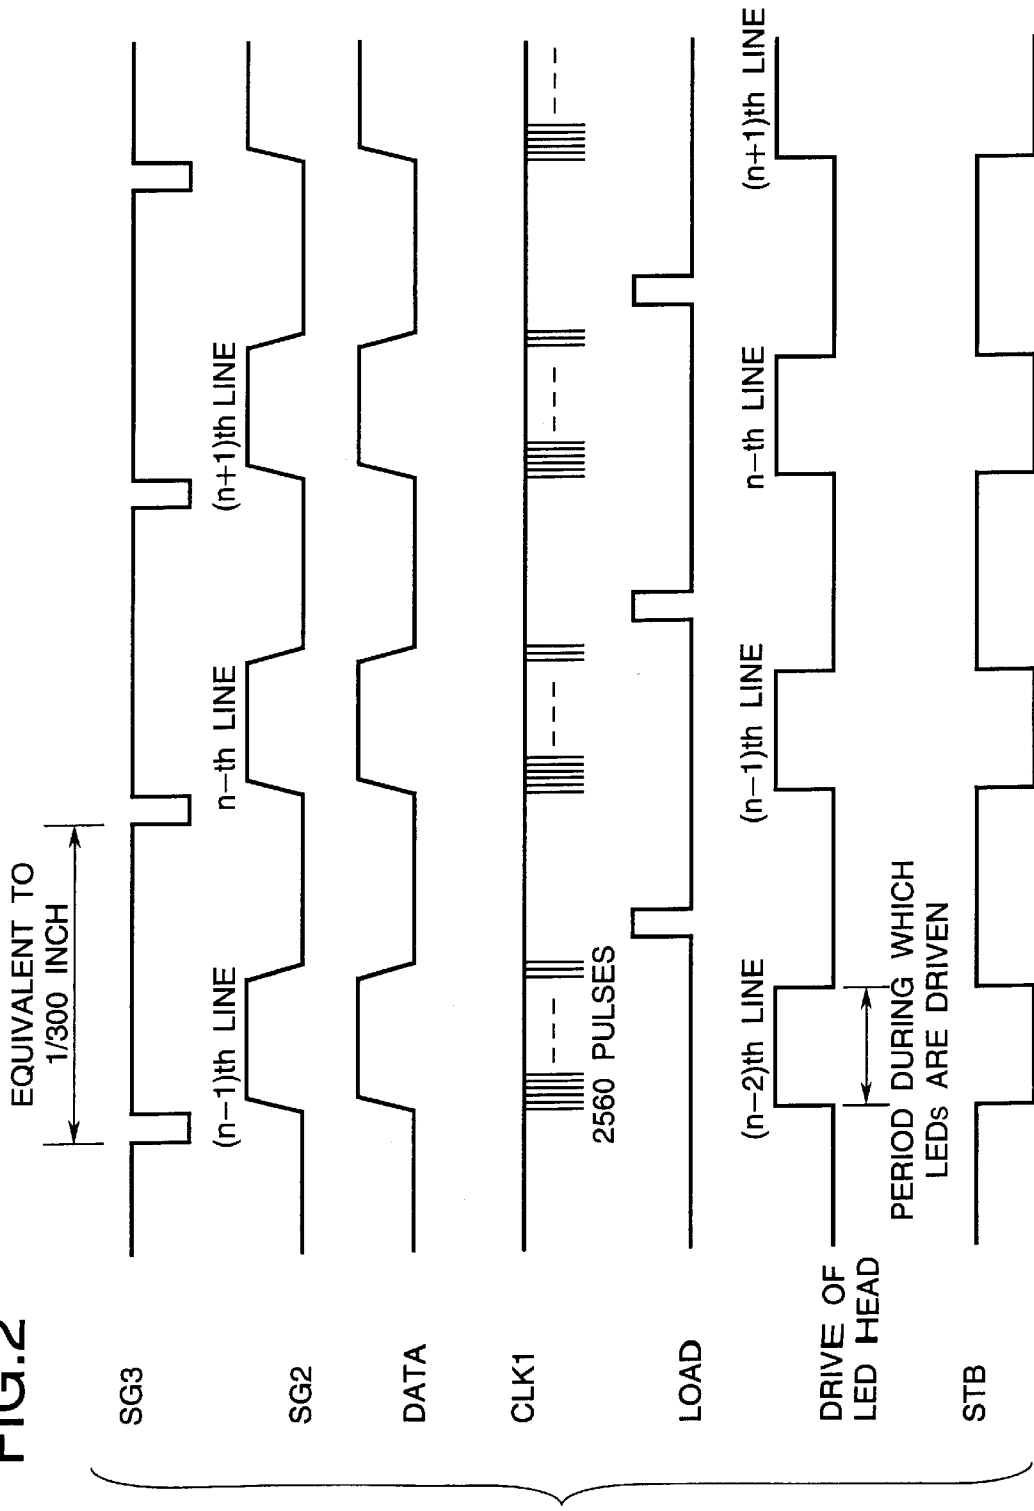 FIG.2
EQUIVALENT TO
1/300 INCH
SG3
(n−1)th LINE
n−th LINE
(n+1)th LINE
SG2
DATA
CLK1
2560 PULSES
LOAD
(n−2)th LINE
(n−1)th LINE
n−th LINE
(n+1)th LINE
DRIVE OF
LED HEAD
PERIOD DURING WHICH
LEDs ARE DRIVEN
STB